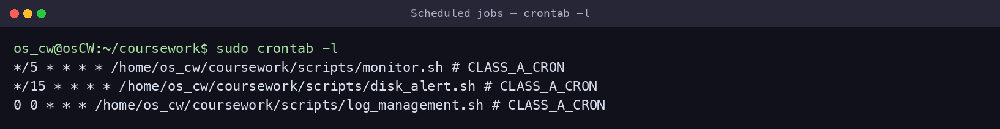 Scheduled jobs — crontab -l
os_cw@osCW:~/coursework$ sudo crontab -l
*/5 * * * * /home/os_cw/coursework/scripts/monitor.sh # CLASS_A_CRON
*/15 * * * * /home/os_cw/coursework/scripts/disk_alert.sh # CLASS_A_CRON
0 0 * * * /home/os_cw/coursework/scripts/log_management.sh # CLASS_A_CRON